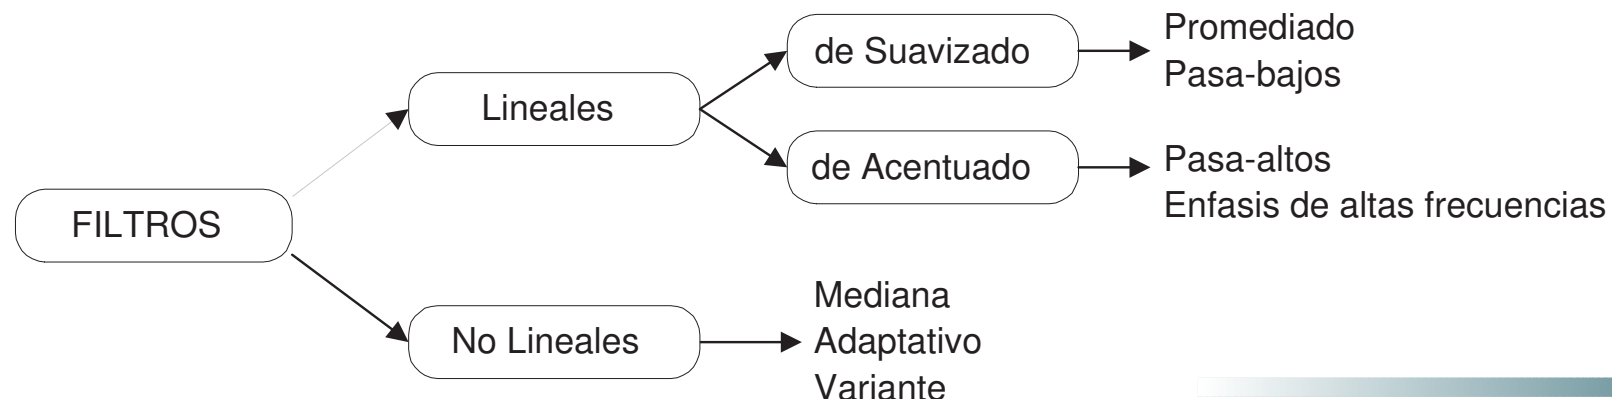 FILTROS
Lineales
de Suavizado
Promediado
Pasa-bajos
de Acentuado
Pasa-altos
Enfasis de altas frecuencias
No Lineales
Mediana
Adaptativo
Variante